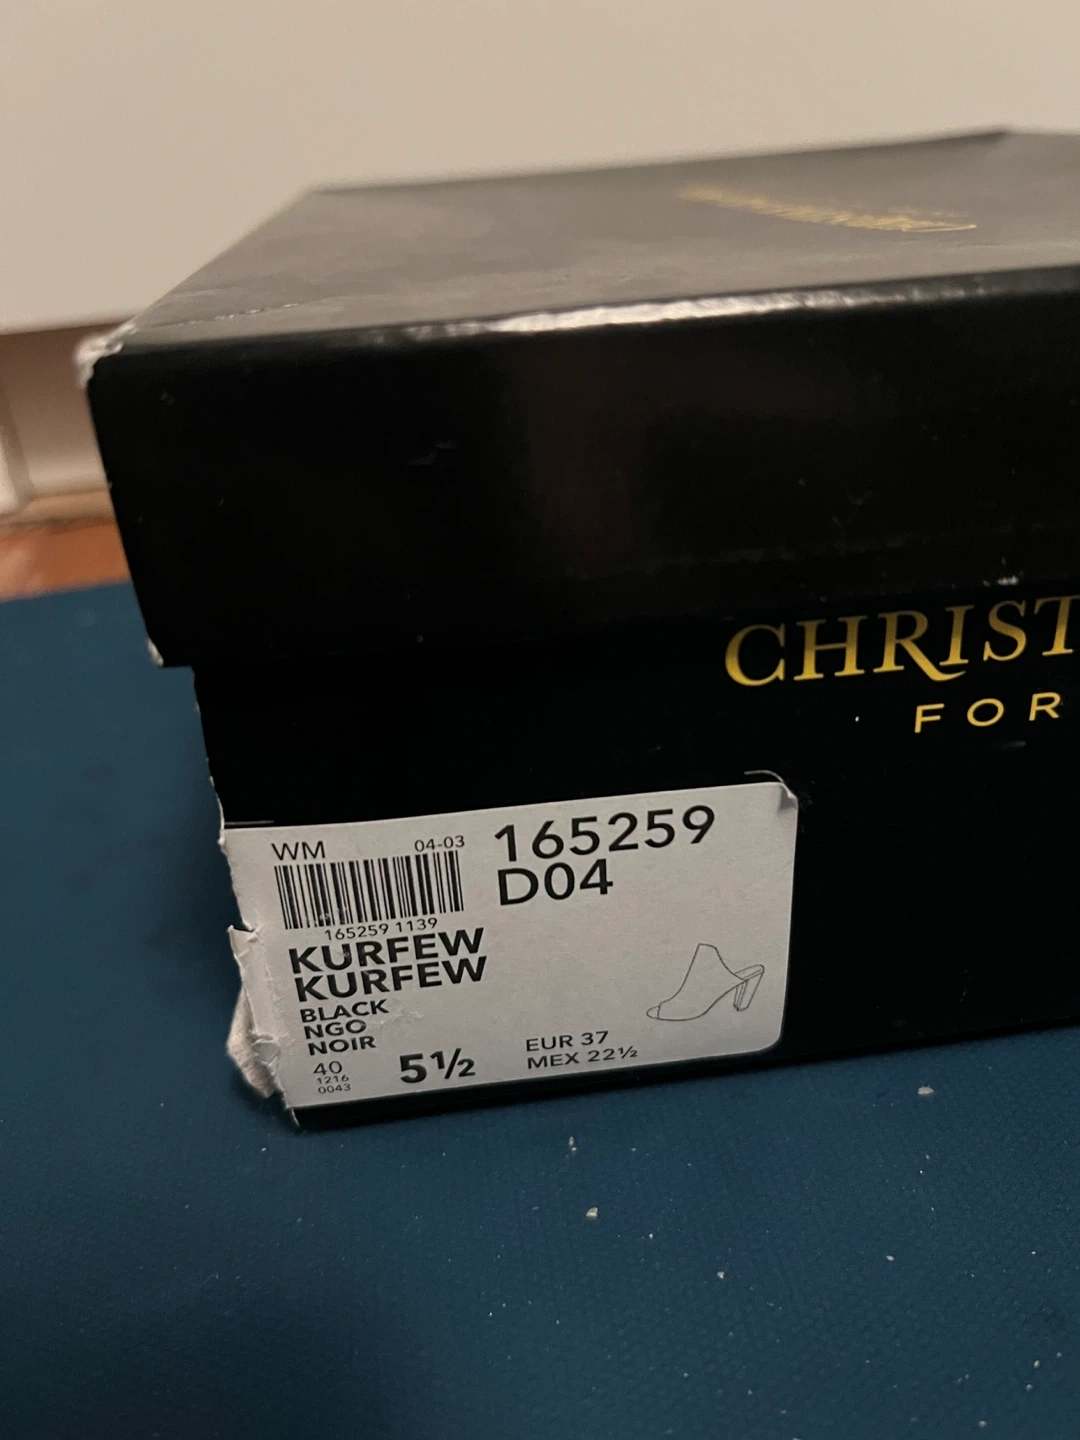 CHRIST
FOR
WM 04-03
165259
D04
165259 1139
KURFEW
KURFEW
BLACK
NGO
NOIR
40
1216
0043
5½
EUR 37
MEX 22½